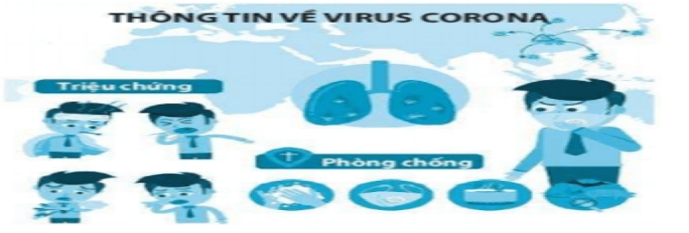 THÔNG TIN VỀ VIRUS CORONA
Triệu chứng
Phòng chống